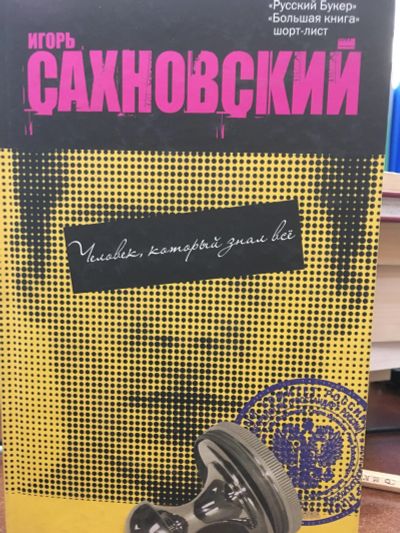 «Русский Букер»
«Большая книга»
шорт-лист
ИГОРЬ
САХНОВСКИЙ
Человек, который знал всё